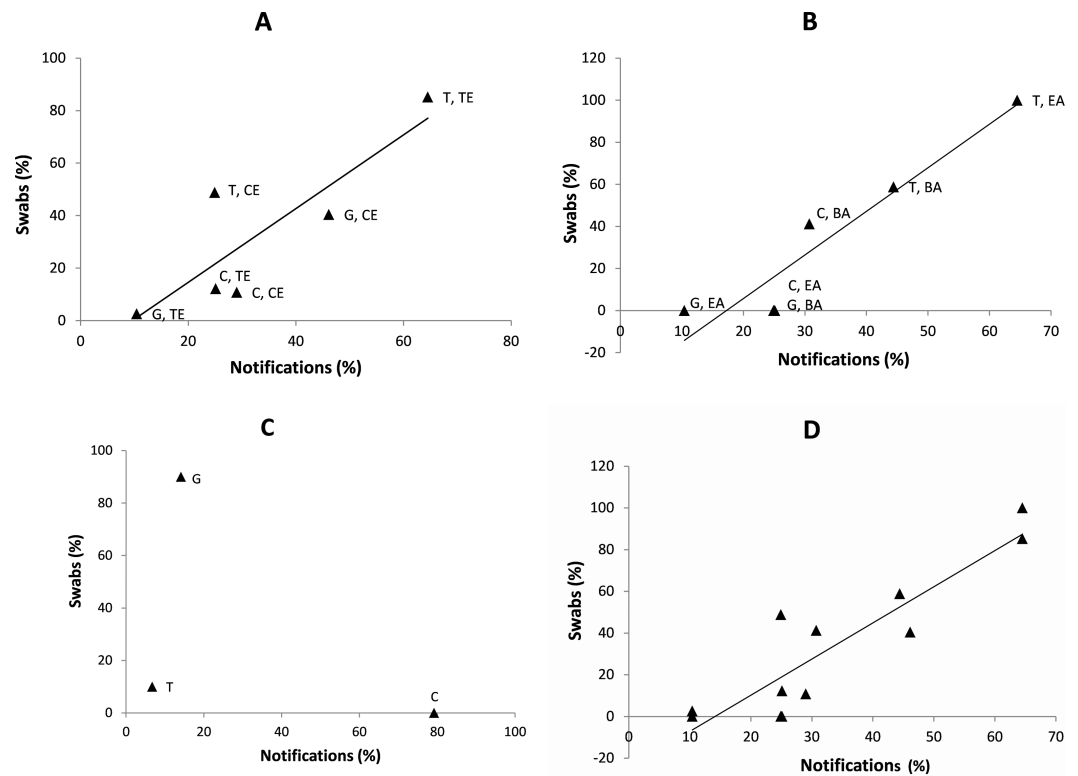 A
100
80
60
40
20
0
Swabs (%)
T, TE
T, CE
G, CE
C, TE
C, CE
G, TE
0 20 40 60 80
Notifications (%)
B
120
100
80
60
40
20
0
-20
Swabs (%)
T, EA
T, BA
C, BA
C, EA
G, EA
G, BA
0 10 20 30 40 50 60 70
Notifications (%)
C
100
80
60
40
20
0
Swabs (%)
G
T
C
0 20 40 60 80 100
Notifications (%)
D
120
100
80
60
40
20
0
-20
Swabs (%)
0 10 20 30 40 50 60 70
Notifications (%)